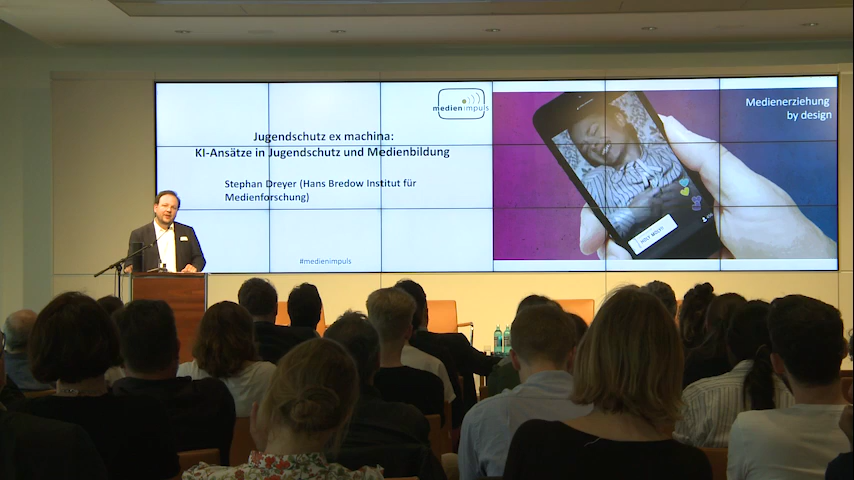 medienimpuls
Jugendschutz ex machina:
KI-Ansätze in Jugendschutz und Medienbildung
Stephan Dreyer (Hans Bredow Institut für
Medienforschung)
#medienimpuls
Medienerziehung
by design